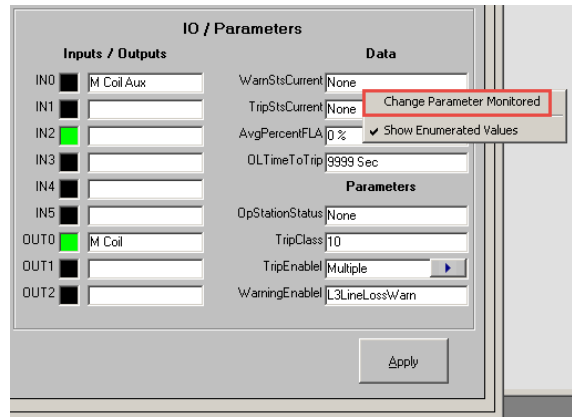 IO / Parameters
Inputs / Outputs
IN0 M Coil Aux
IN1
IN2
IN3
IN4
IN5
OUT0 M Coil
OUT1
OUT2
Data
WarnStsCurrent None
TripStsCurrent None
AvgPercentFLA 0 %
OLTimeToTrip 9999 Sec
Parameters
OpStationStatus None
TripClass 10
TripEnableI Multiple
WarningEnableI L3LineLossWarn
Change Parameter Monitored
Show Enumerated Values
Apply